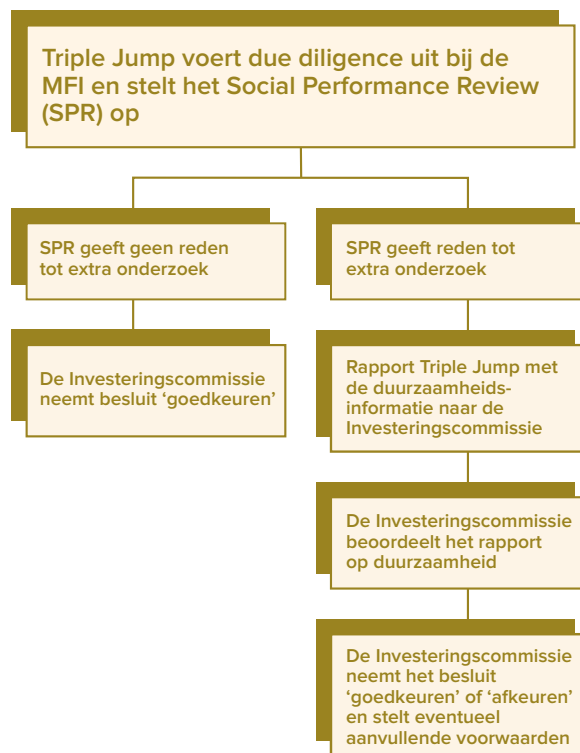 Triple Jump voert due diligence uit bij de
MFI en stelt het Social Performance Review
(SPR) op
SPR geeft geen reden
tot extra onderzoek
De Investeringscommissie
neemt besluit ‘goedkeuren’
SPR geeft reden tot
extra onderzoek
Rapport Triple Jump met
de duurzaamheids-
informatie naar de
Investeringscommissie
De Investeringscommissie
beoordeelt het rapport
op duurzaamheid
De Investeringscommissie
neemt het besluit
‘goedkeuren’ of ‘afkeuren’
en stelt eventueel
aanvullende voorwaarden